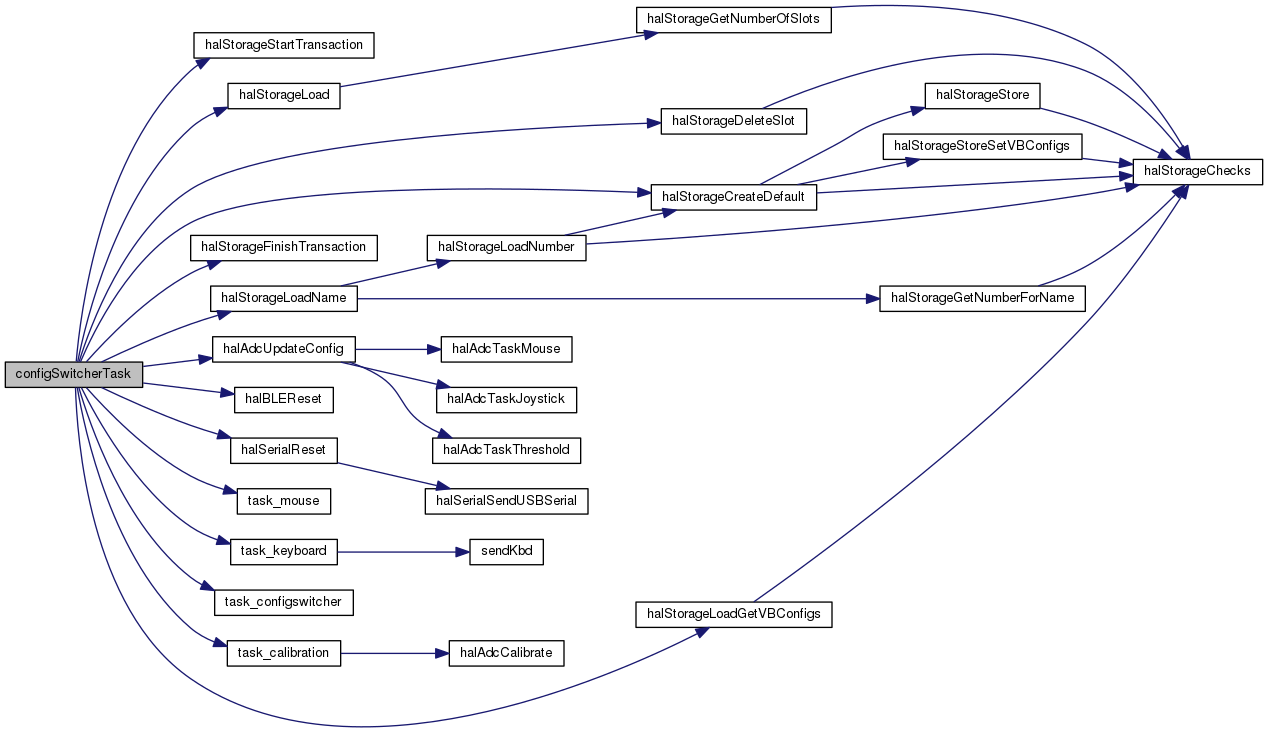 configSwitcherTask
halStorageStartTransaction
halStorageLoad
halStorageFinishTransaction
halStorageLoadName
halAdcUpdateConfig
halBLEReset
halSerialReset
task_mouse
task_keyboard
task_configswitcher
task_calibration
halStorageLoadNumber
halAdcTaskMouse
halAdcTaskJoystick
halAdcTaskThreshold
halSerialSendUSBSerial
sendKbd
halAdcCalibrate
halStorageGetNumberOfSlots
halStorageDeleteSlot
halStorageCreateDefault
halStorageLoadGetVBConfigs
halStorageStore
halStorageStoreSetVBConfigs
halStorageGetNumberForName
halStorageChecks